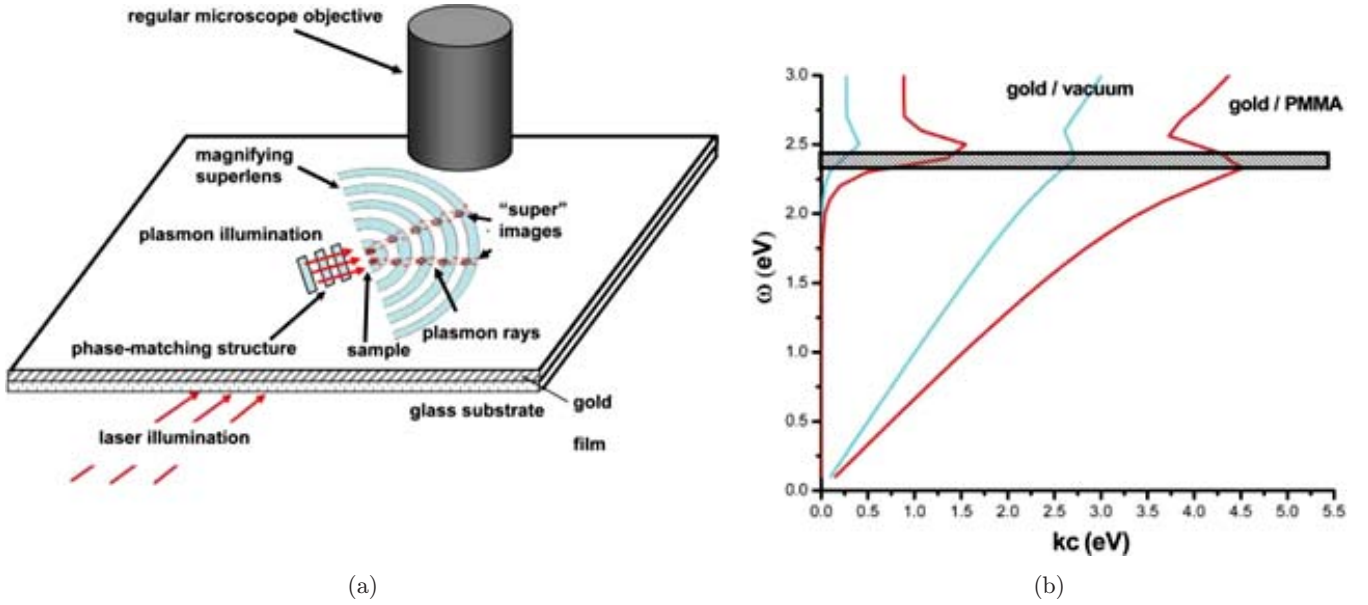 regular microscope objective
magnifying
superlens
plasmon illumination
"super"
images
plasmon rays
phase-matching structure
sample
glass substrate
gold
film
laser illumination
(a)
gold / vacuum
gold / PMMA
3.0
2.5
2.0
1.5
1.0
0.5
0.0
ω (eV)
0.0 0.5 1.0 1.5 2.0 2.5 3.0 3.5 4.0 4.5 5.0 5.5
kc (eV)
(b)